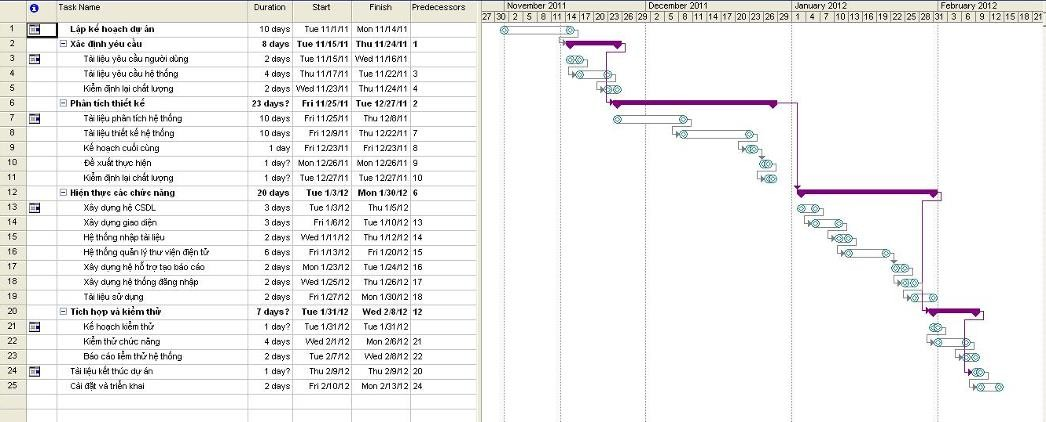 Task Name Duration Start Finish Predecessors
November 2011 December 2011 January 2012 February 2012
27 30 2 5 8 11 14 17 20 23 26 29 2 5 8 11 14 17 20 23 26 29 1 4 7 10 13 16 19 22 25 28 31 3 6 9 12 15 18 21
1 Lập kế hoạch dự án 10 days Tue 11/1/11 Mon 11/14/11
2 Xác định yêu cầu 8 days Tue 11/15/11 Thu 11/24/11 1
3 Tài liệu yêu cầu người dùng 2 days Tue 11/15/11 Wed 11/16/11
4 Tài liệu yêu cầu hệ thống 4 days Thu 11/17/11 Tue 11/22/11 3
5 Kiểm định lại chất lượng 2 days Wed 11/23/11 Thu 11/24/11 4
6 Phân tích thiết kế 23 days? Fri 11/25/11 Tue 12/27/11 2
7 Tài liệu phân tích hệ thống 10 days Fri 11/25/11 Thu 12/8/11
8 Tài liệu thiết kế hệ thống 10 days Fri 12/9/11 Thu 12/22/11 7
9 Kế hoạch cuối cùng 1 day Fri 12/23/11 Fri 12/23/11 8
10 Đề xuất thực hiện 1 day? Mon 12/26/11 Mon 12/26/11 9
11 Kiểm định lại chất lượng 1 day? Tue 12/27/11 Tue 12/27/11 10
12 Hiện thực các chức năng 20 days Tue 1/3/12 Mon 1/30/12 6
13 Xây dựng hệ CSDL 3 days Tue 1/3/12 Thu 1/5/12
14 Xây dựng giao diện 3 days Fri 1/6/12 Tue 1/10/12 13
15 Hệ thống nhập tài liệu 2 days Wed 1/11/12 Thu 1/12/12 14
16 Hệ thống quản lý thư viện điện tử 6 days Fri 1/13/12 Fri 1/20/12 15
17 Xây dựng hệ hỗ trợ tạo báo cáo 2 days Mon 1/23/12 Tue 1/24/12 16
18 Xây dựng hệ thống đăng nhập 2 days Wed 1/25/12 Thu 1/26/12 17
19 Tài liệu sử dụng 2 days Fri 1/27/12 Mon 1/30/12 18
20 Tích hợp và kiểm thử 7 days? Tue 1/31/12 Wed 2/8/12 12
21 Kế hoạch kiểm thử 1 day? Tue 1/31/12 Tue 1/31/12
22 Kiểm thử chức năng 4 days Wed 2/1/12 Mon 2/6/12 21
23 Báo cáo liểm thử hệ thống 2 days Tue 2/7/12 Wed 2/8/12 22
24 Tài liệu kết thúc dự án 1 day? Thu 2/9/12 Thu 2/9/12 20
25 Cài đặt và triển khai 2 days Fri 2/10/12 Mon 2/13/12 24